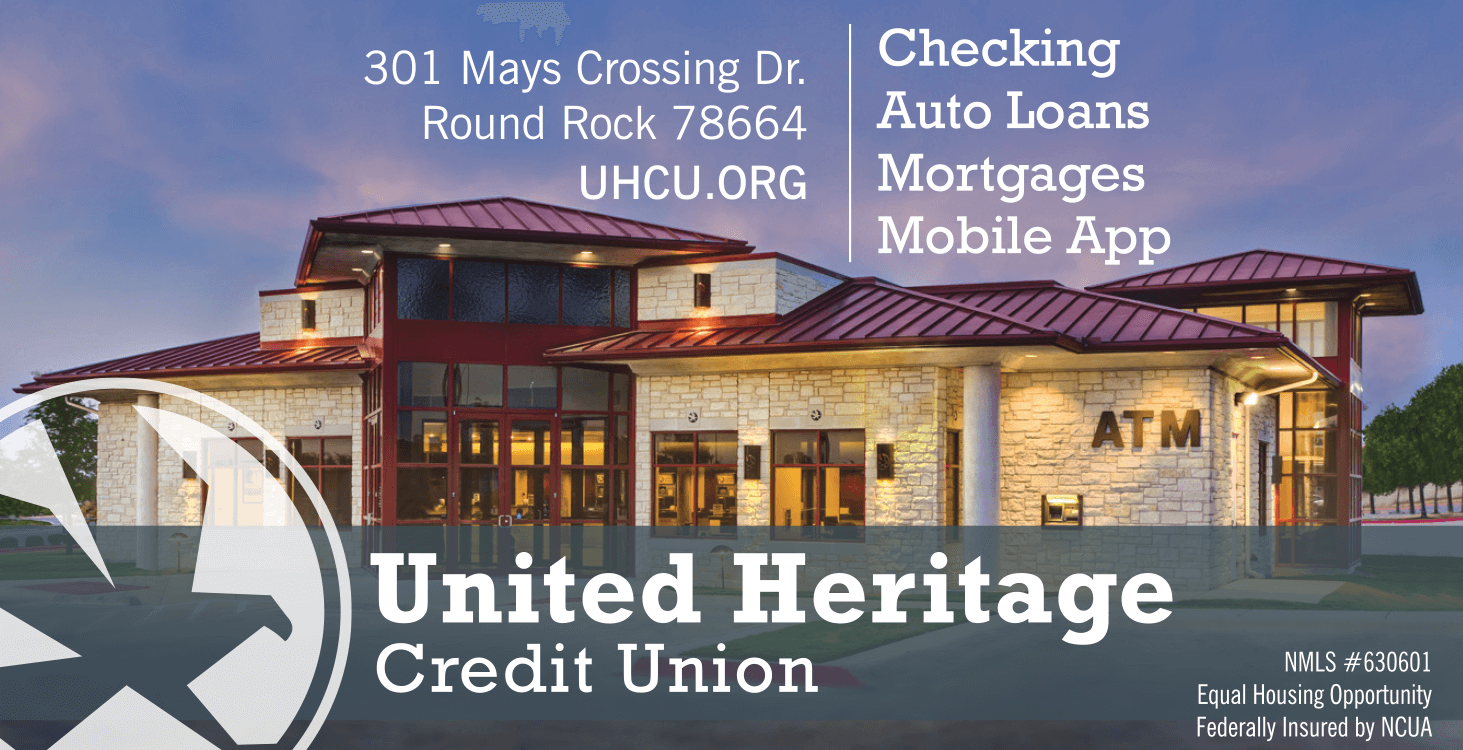 301 Mays Crossing Dr.
Round Rock 78664
UHCU.ORG
Checking
Auto Loans
Mortgages
Mobile App
ATM
United Heritage
Credit Union
NMLS #630601
Equal Housing Opportunity
Federally Insured by NCUA